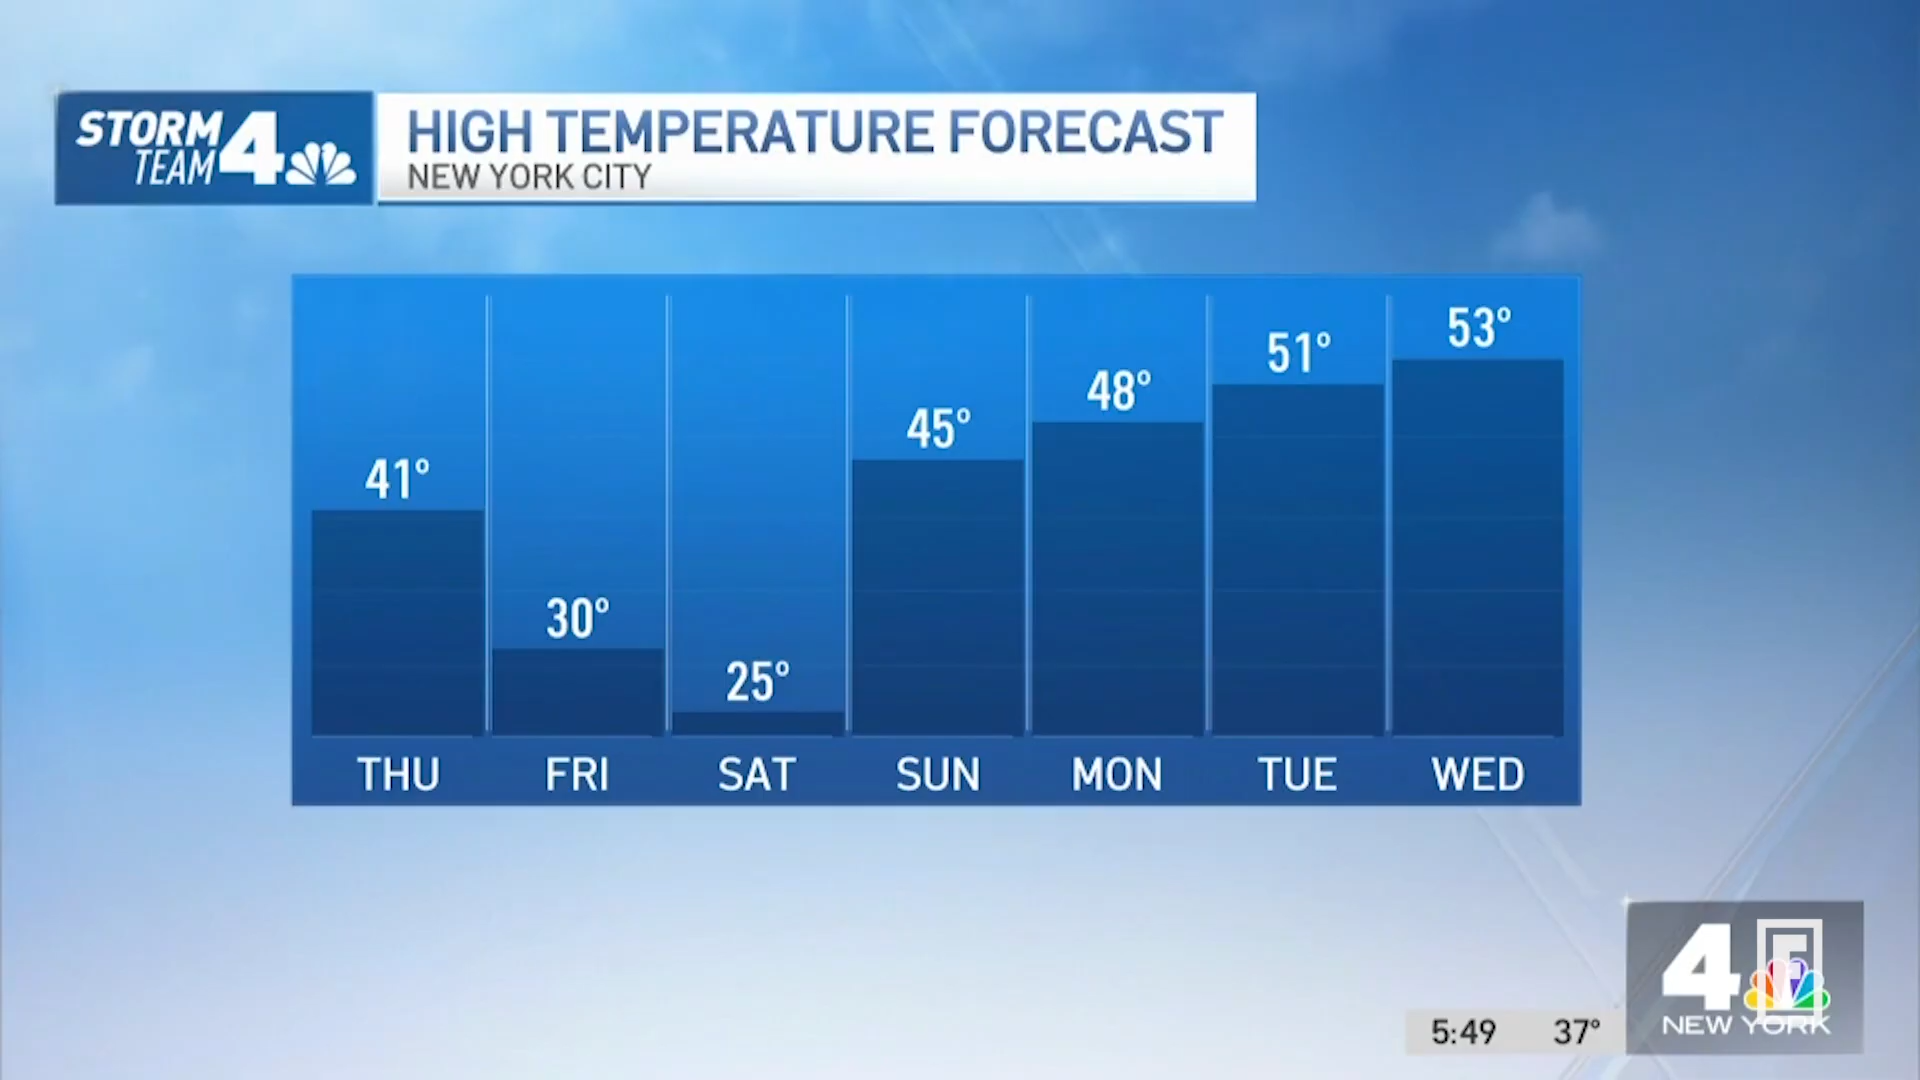 STORM
TEAM 4
HIGH TEMPERATURE FORECAST
NEW YORK CITY
41° 30° 25° 45° 48° 51° 53°
THU FRI SAT SUN MON TUE WED
4
NEW YORK
5:49 37°